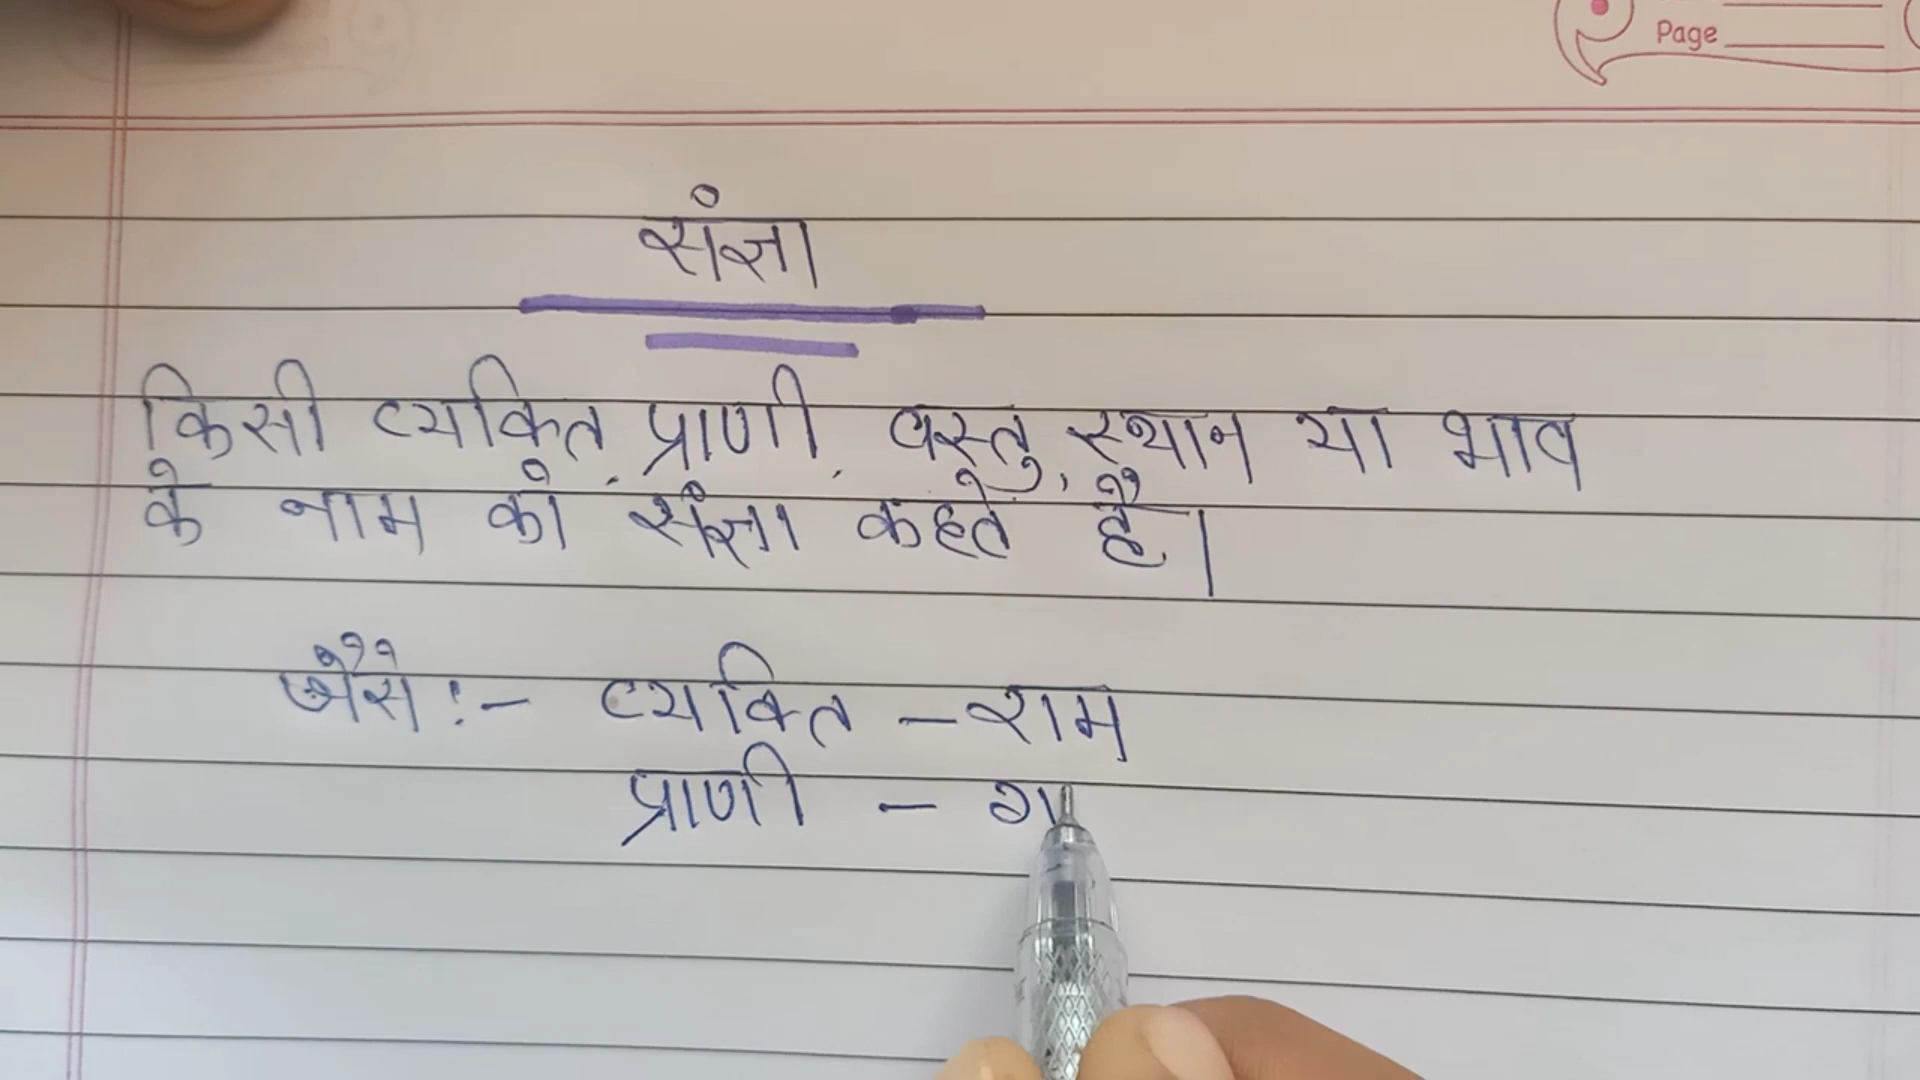 Page
संज्ञा
किसी व्यक्ति, प्राणी, वस्तु, स्थान या भाव
के नाम को संज्ञा कहते हैं।
जैसे :- व्यक्ति - राम
प्राणी -